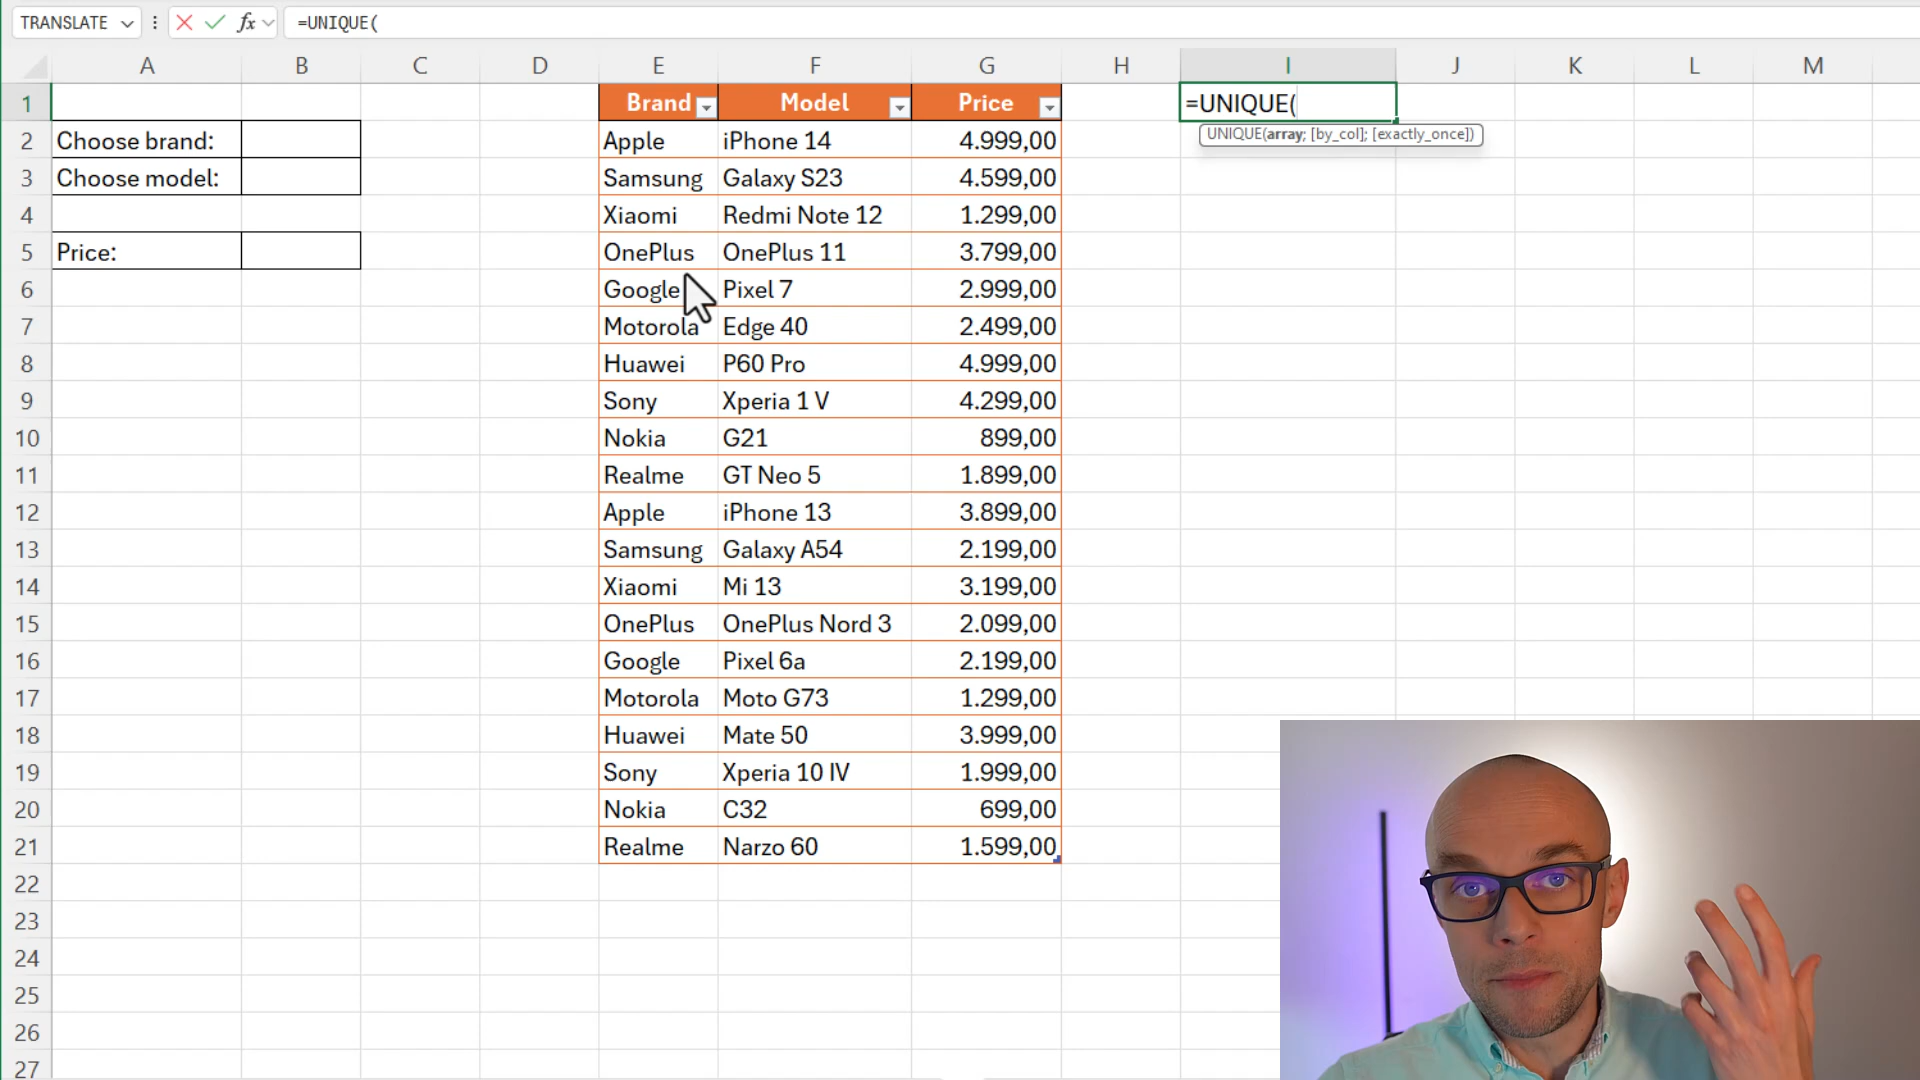 TRANSLATE fx =UNIQUE(
A B C D E F G H I J K L M
1 Brand Model Price =UNIQUE(
UNIQUE(array; [by_col]; [exactly_once])
2 Choose brand: Apple iPhone 14 4.999,00
3 Choose model: Samsung Galaxy S23 4.599,00
4 Xiaomi Redmi Note 12 1.299,00
5 Price: OnePlus OnePlus 11 3.799,00
6 Google Pixel 7 2.999,00
7 Motorola Edge 40 2.499,00
8 Huawei P60 Pro 4.999,00
9 Sony Xperia 1 V 4.299,00
10 Nokia G21 899,00
11 Realme GT Neo 5 1.899,00
12 Apple iPhone 13 3.899,00
13 Samsung Galaxy A54 2.199,00
14 Xiaomi Mi 13 3.199,00
15 OnePlus OnePlus Nord 3 2.099,00
16 Google Pixel 6a 2.199,00
17 Motorola Moto G73 1.299,00
18 Huawei Mate 50 3.999,00
19 Sony Xperia 10 IV 1.999,00
20 Nokia C32 699,00
21 Realme Narzo 60 1.599,00
22
23
24
25
26
27